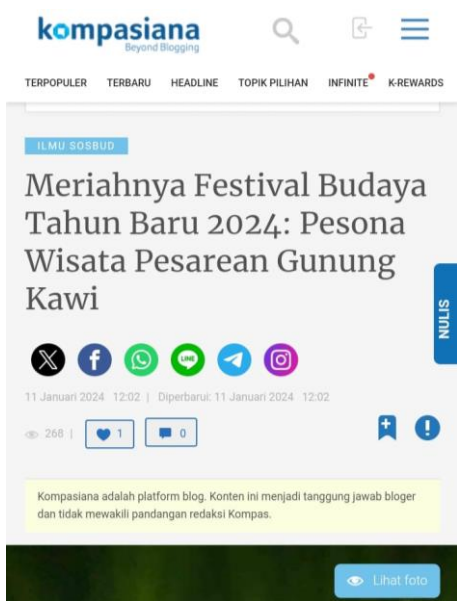 kompasiana
Beyond Blogging
TERPOPULER TERBARU HEADLINE TOPIK PILIHAN INFINITE K-REWARDS
ILMU SOSBUD
Meriahnya Festival Budaya
Tahun Baru 2024: Pesona
Wisata Pesarean Gunung
Kawi
NULIS
LINE
11 Januari 2024 12:02 | Diperbarui: 11 Januari 2024 12:02
268 | 1 0
Kompasiana adalah platform blog. Konten ini menjadi tanggung jawab bloger
dan tidak mewakili pandangan redaksi Kompas.
Lihat foto